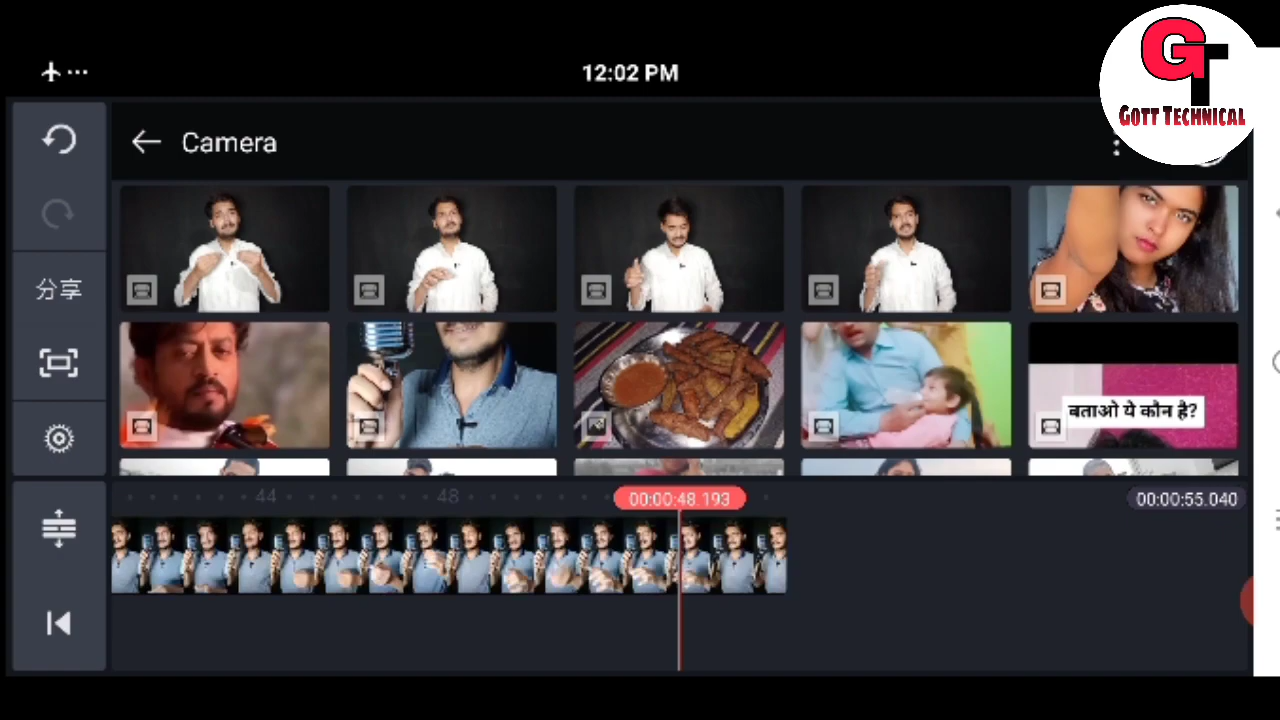 12:02 PM
GT
GOTT TECHNICAL
Camera
分享
बताओ ये कौन है?
44
48
00:00:48.193
00:00:55.040